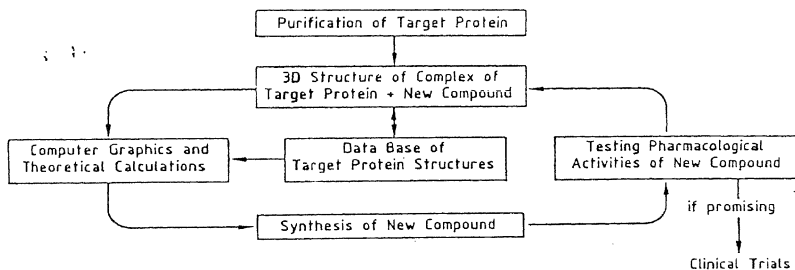 Purification of Target Protein
3D Structure of Complex of
Target Protein + New Compound
Computer Graphics and
Theoretical Calculations
Data Base of
Target Protein Structures
Testing Pharmacological
Activities of New Compound
Synthesis of New Compound
if promising
Clinical Trials